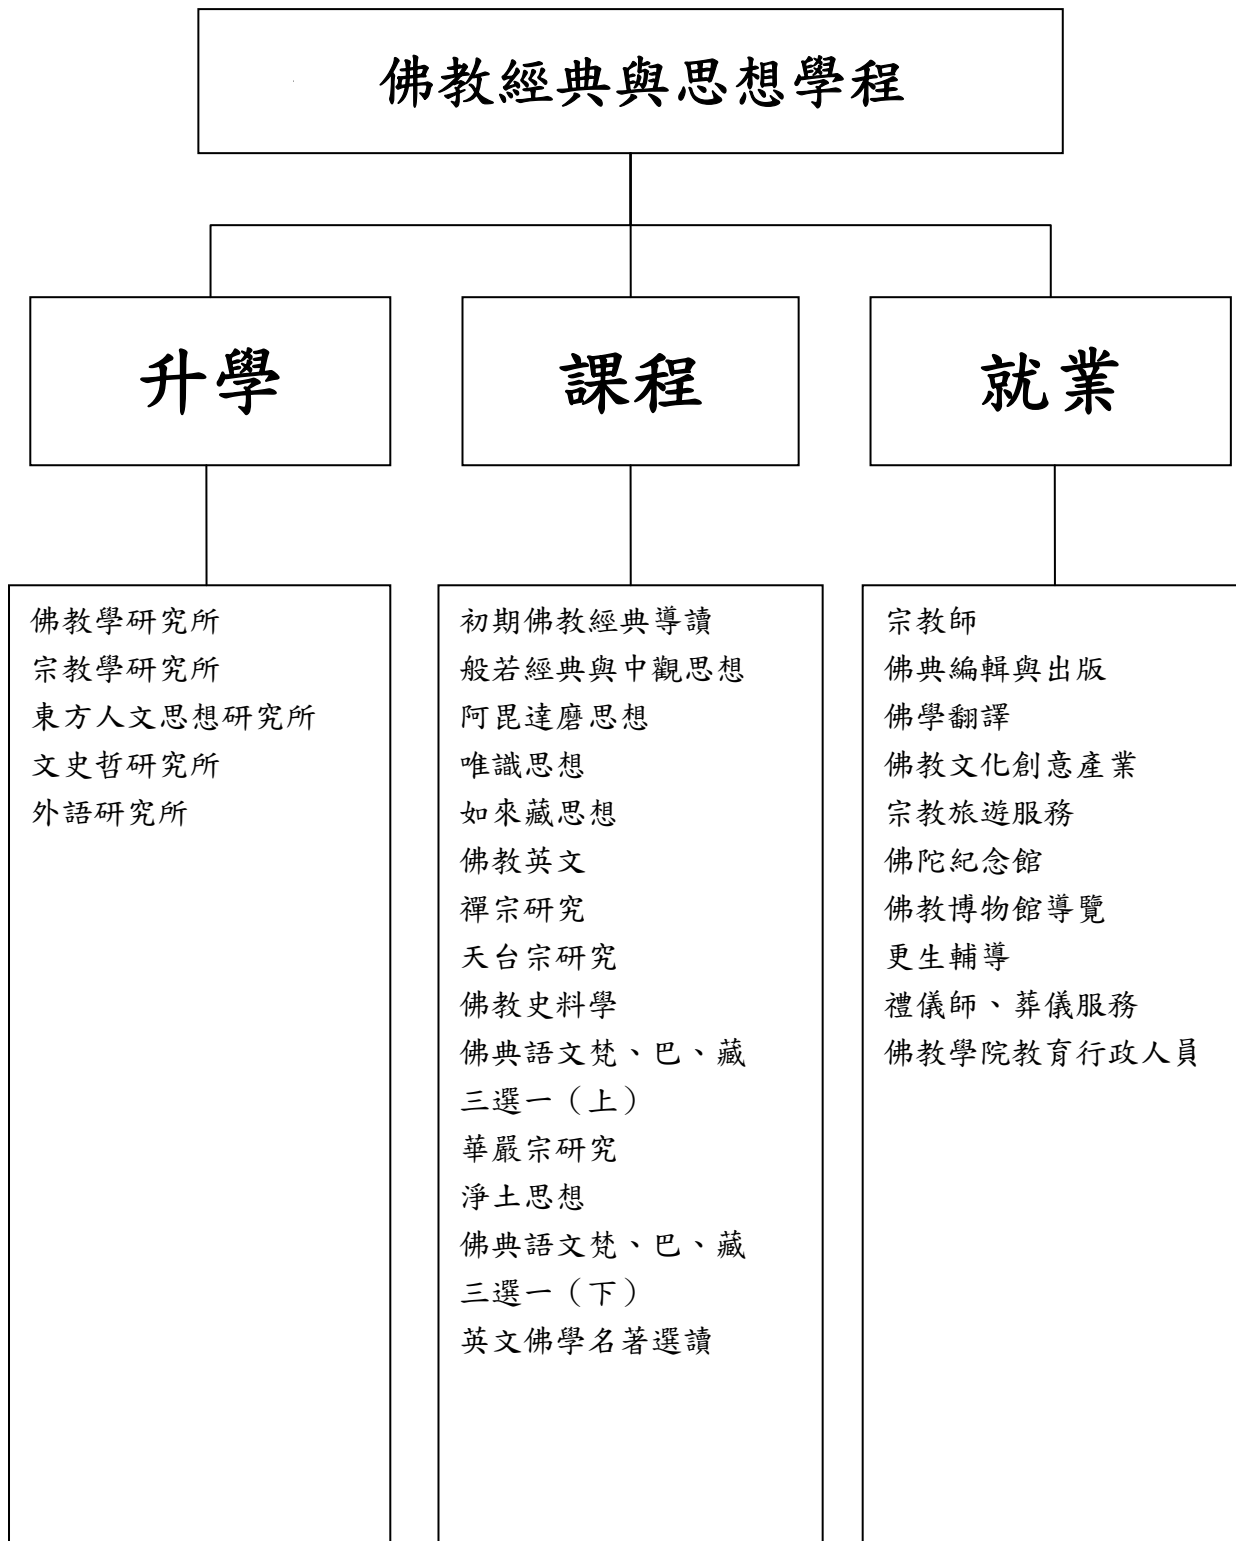 佛教經典與思想學程
升學
課程
就業
佛教學研究所
宗教學研究所
東方人文思想研究所
文史哲研究所
外語研究所
初期佛教經典導讀
般若經典與中觀思想
阿毘達磨思想
唯識思想
如來藏思想
佛教英文
禪宗研究
天台宗研究
佛教史料學
佛典語文梵、巴、藏
三選一（上）
華嚴宗研究
淨土思想
佛典語文梵、巴、藏
三選一（下）
英文佛學名著選讀
宗教師
佛典編輯與出版
佛學翻譯
佛教文化創意產業
宗教旅遊服務
佛陀紀念館
佛教博物館導覽
更生輔導
禮儀師、葬儀服務
佛教學院教育行政人員